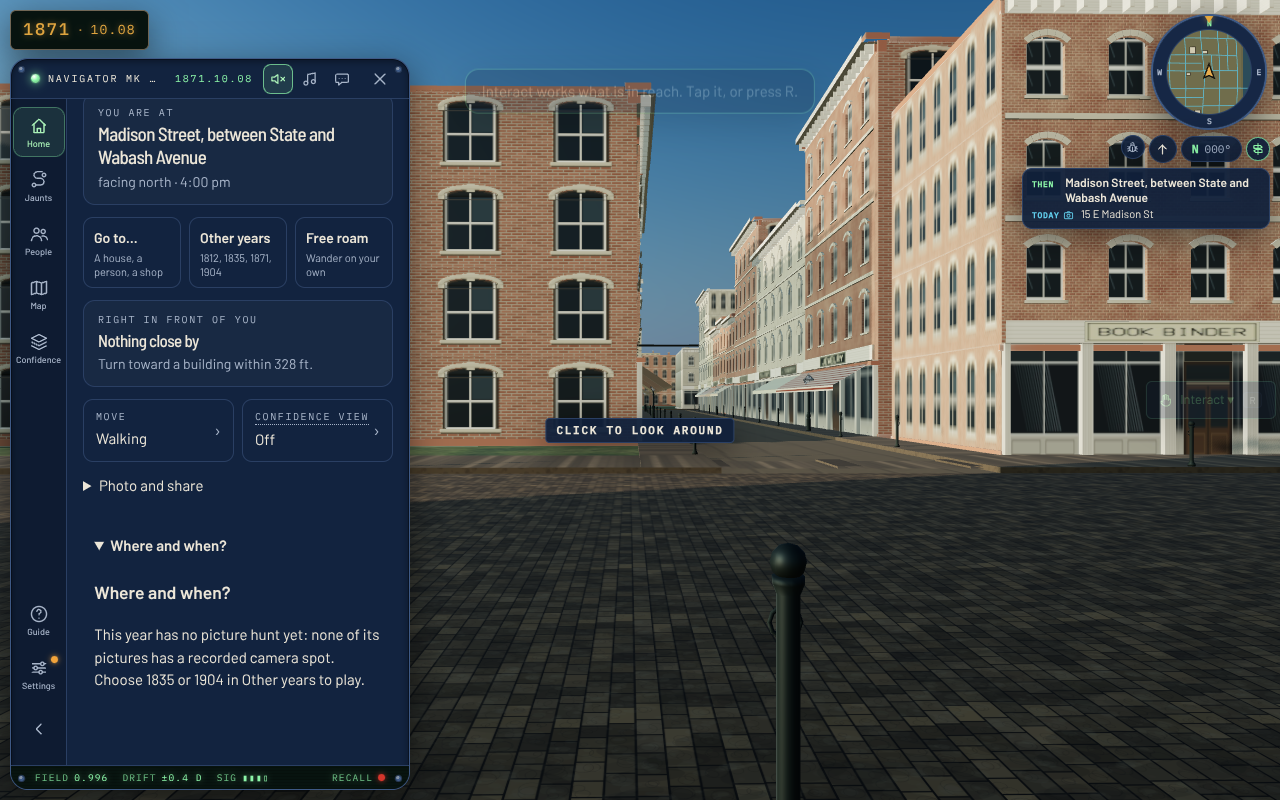 1871 · 10.08
NAVIGATOR MK … 1871.10.08
Home
Jaunts
People
Map
Confidence
Guide
Settings
YOU ARE AT
Madison Street, between State and
Wabash Avenue
facing north · 4:00 pm
Go to…
A house, a
person, a shop
Other years
1812, 1835, 1871,
1904
Free roam
Wander on your
own
RIGHT IN FRONT OF YOU
Nothing close by
Turn toward a building within 328 ft.
MOVE
Walking
CONFIDENCE VIEW
Off
Photo and share
Where and when?
Where and when?
This year has no picture hunt yet: none of its
pictures has a recorded camera spot.
Choose 1835 or 1904 in Other years to play.
FIELD 0.996 DRIFT ±0.4 D SIG RECALL
Interact works what is in reach. Tap it, or press R.
CLICK TO LOOK AROUND
N
W E
S
N 000°
THEN Madison Street, between State and
Wabash Avenue
TODAY 15 E Madison St
BOOK BINDER
Interact R